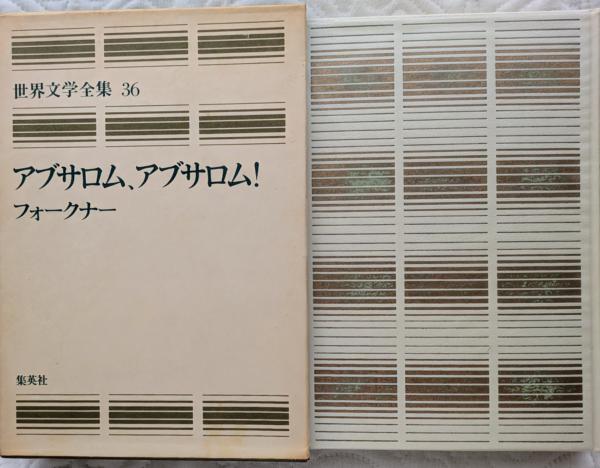 世界文学全集 36
アブサロム、アブサロム!
フォークナー
集英社